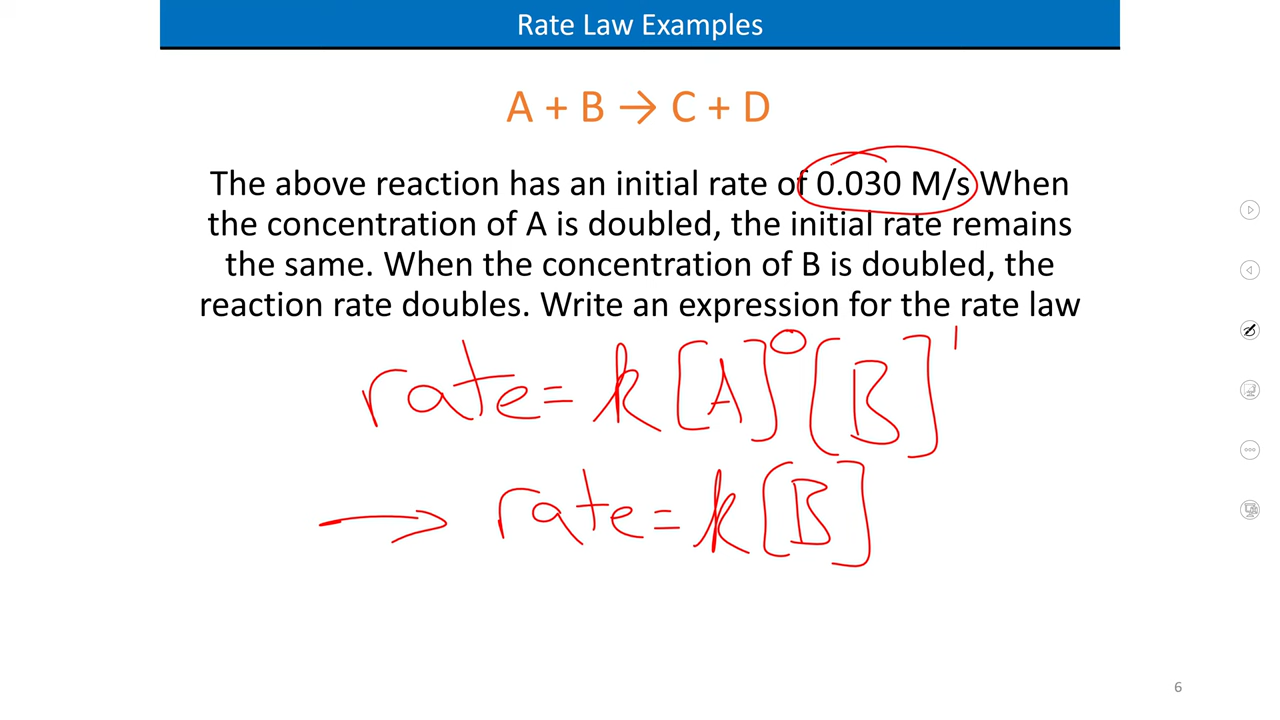 Rate Law Examples
A + B → C + D
The above reaction has an initial rate of 0.030 M/s When
the concentration of A is doubled, the initial rate remains
the same. When the concentration of B is doubled, the
reaction rate doubles. Write an expression for the rate law
rate = k[A]⁰[B]¹
→ rate = k[B]
6